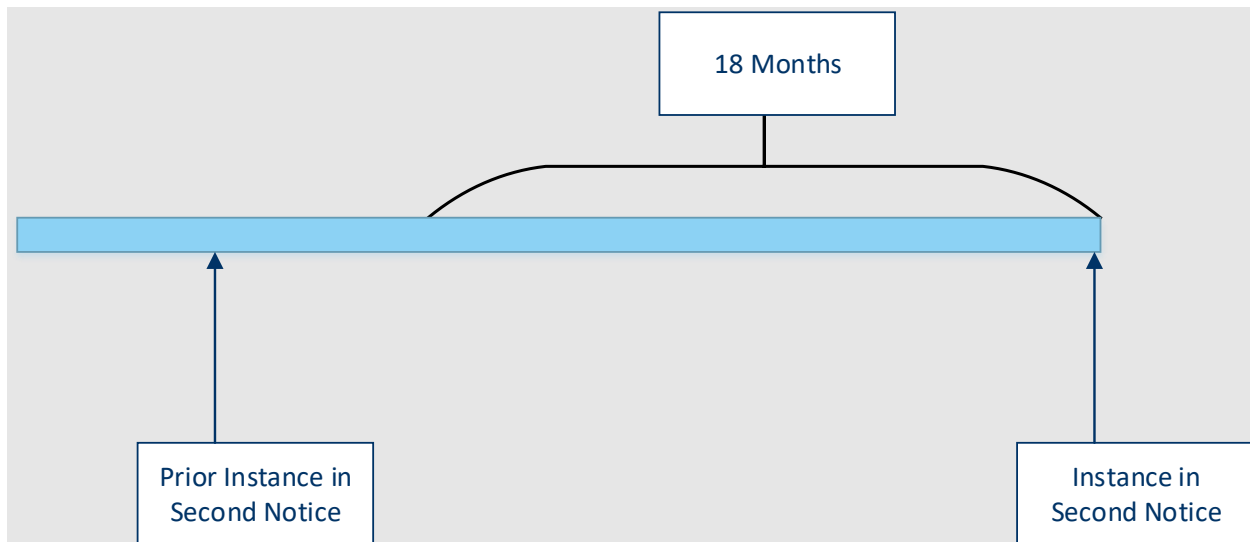 18 Months
Prior Instance in
Second Notice
Instance in
Second Notice